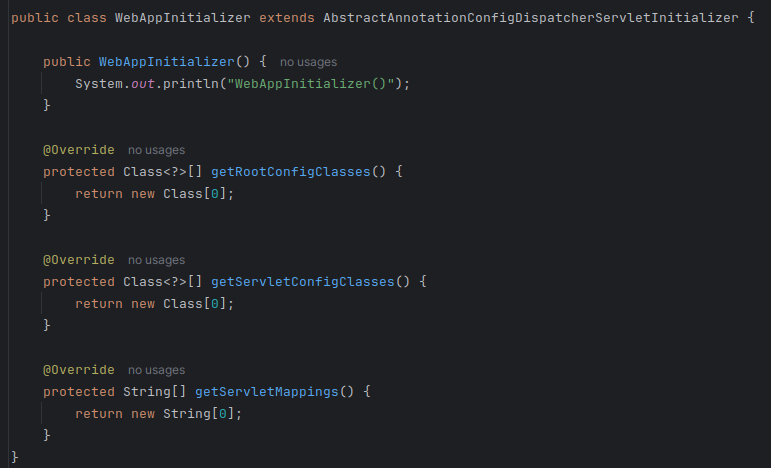 public class WebAppInitializer extends AbstractAnnotationConfigDispatcherServletInitializer {
    public WebAppInitializer() { no usages
        System.out.println("WebAppInitializer()");
    }
    @Override no usages
    protected Class<?>[] getRootConfigClasses() {
        return new Class[0];
    }
    @Override no usages
    protected Class<?>[] getServletConfigClasses() {
        return new Class[0];
    }
    @Override no usages
    protected String[] getServletMappings() {
        return new String[0];
    }
}